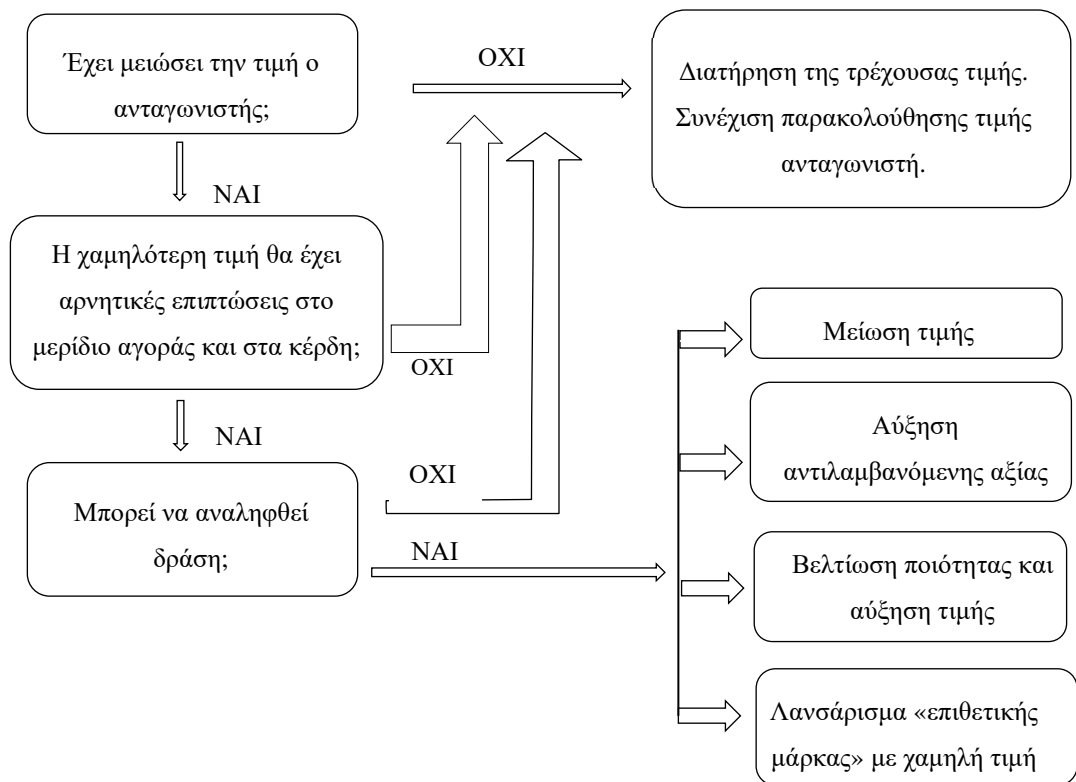 Έχει μειώσει την τιμή ο
ανταγωνιστής;
ΟΧΙ
Διατήρηση της τρέχουσας τιμής.
Συνέχιση παρακολούθησης τιμής
ανταγωνιστή.
ΝΑΙ
Η χαμηλότερη τιμή θα έχει
αρνητικές επιπτώσεις στο
μερίδιο αγοράς και στα κέρδη;
ΟΧΙ
ΝΑΙ
Μπορεί να αναληφθεί
δράση;
ΟΧΙ
ΝΑΙ
Μείωση τιμής
Αύξηση
αντιλαμβανόμενης αξίας
Βελτίωση ποιότητας και
αύξηση τιμής
Λανσάρισμα «επιθετικής
μάρκας» με χαμηλή τιμή